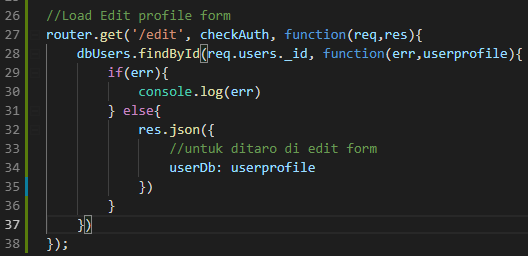 26 //Load Edit profile form
27 router.get('/edit', checkAuth, function(req,res){
28     dbUsers.findById(req.users._id, function(err,userprofile){
29         if(err){
30             console.log(err)
31         } else{
32             res.json({
33                 //untuk ditaro di edit form
34                 userDb: userprofile
35             })
36         }
37     })
38 });